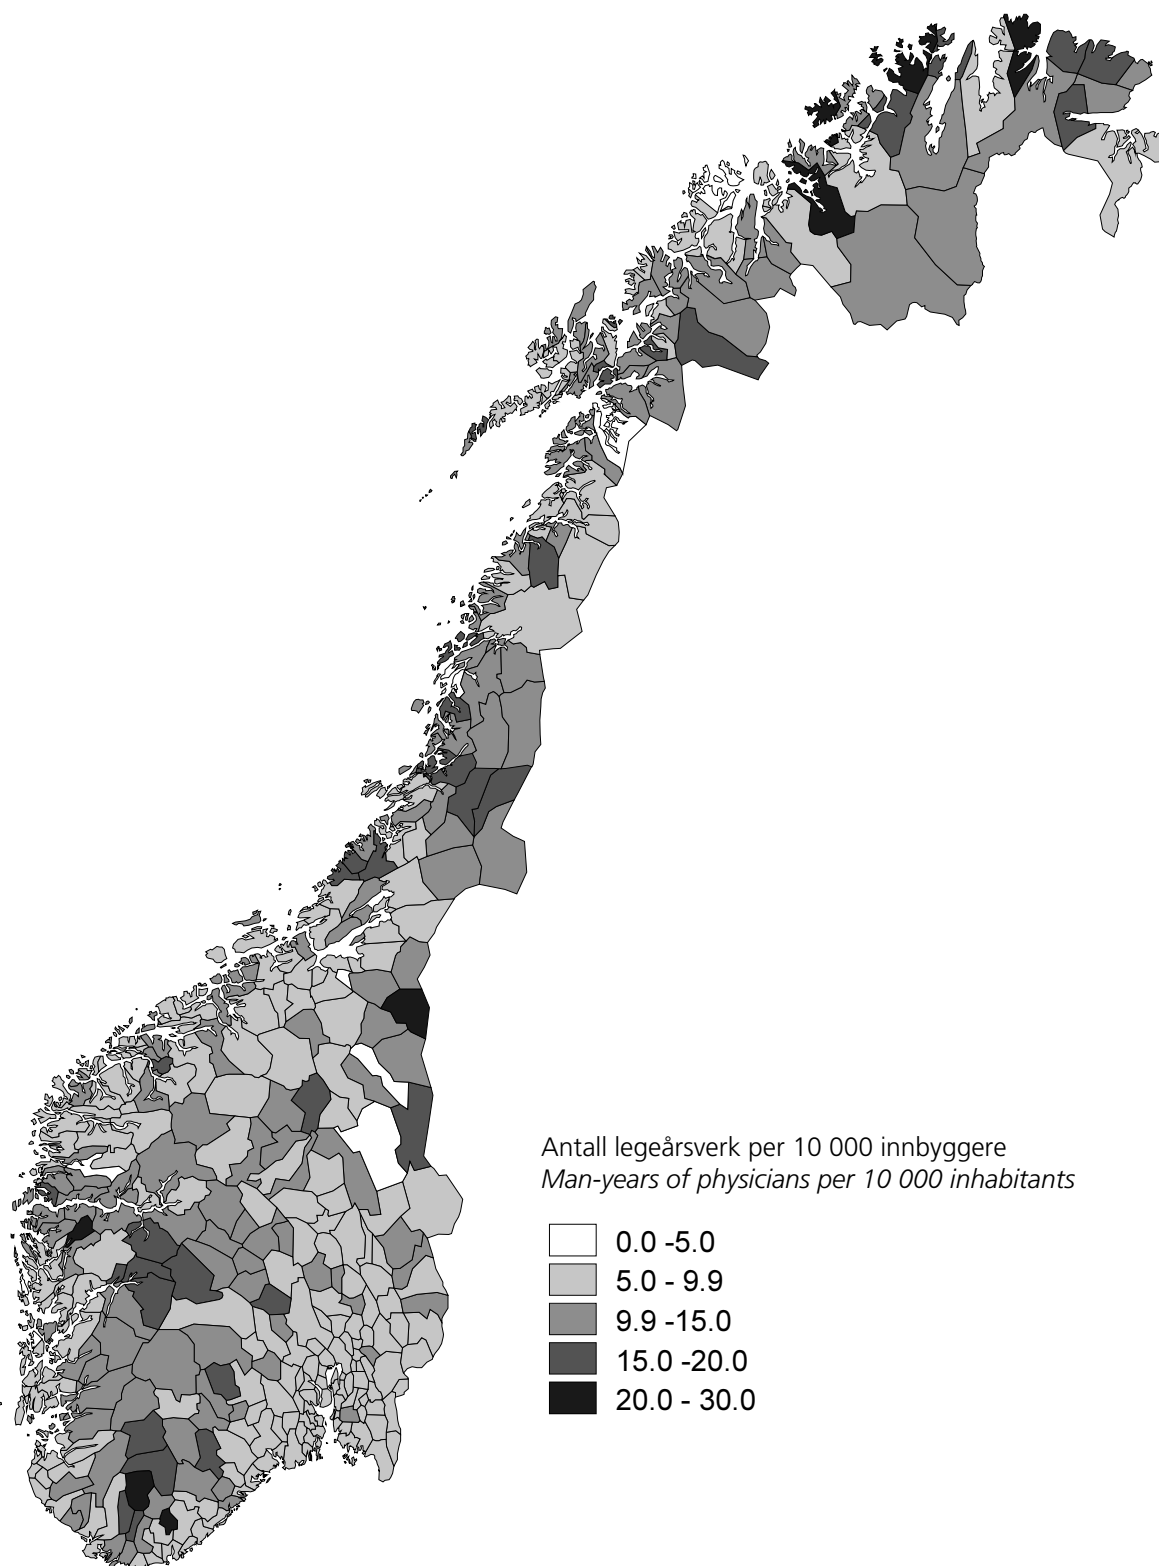 Antall legeårsverk per 10 000 innbyggere
Man-years of physicians per 10 000 inhabitants
0.0 -5.0
5.0 - 9.9
9.9 -15.0
15.0 -20.0
20.0 - 30.0